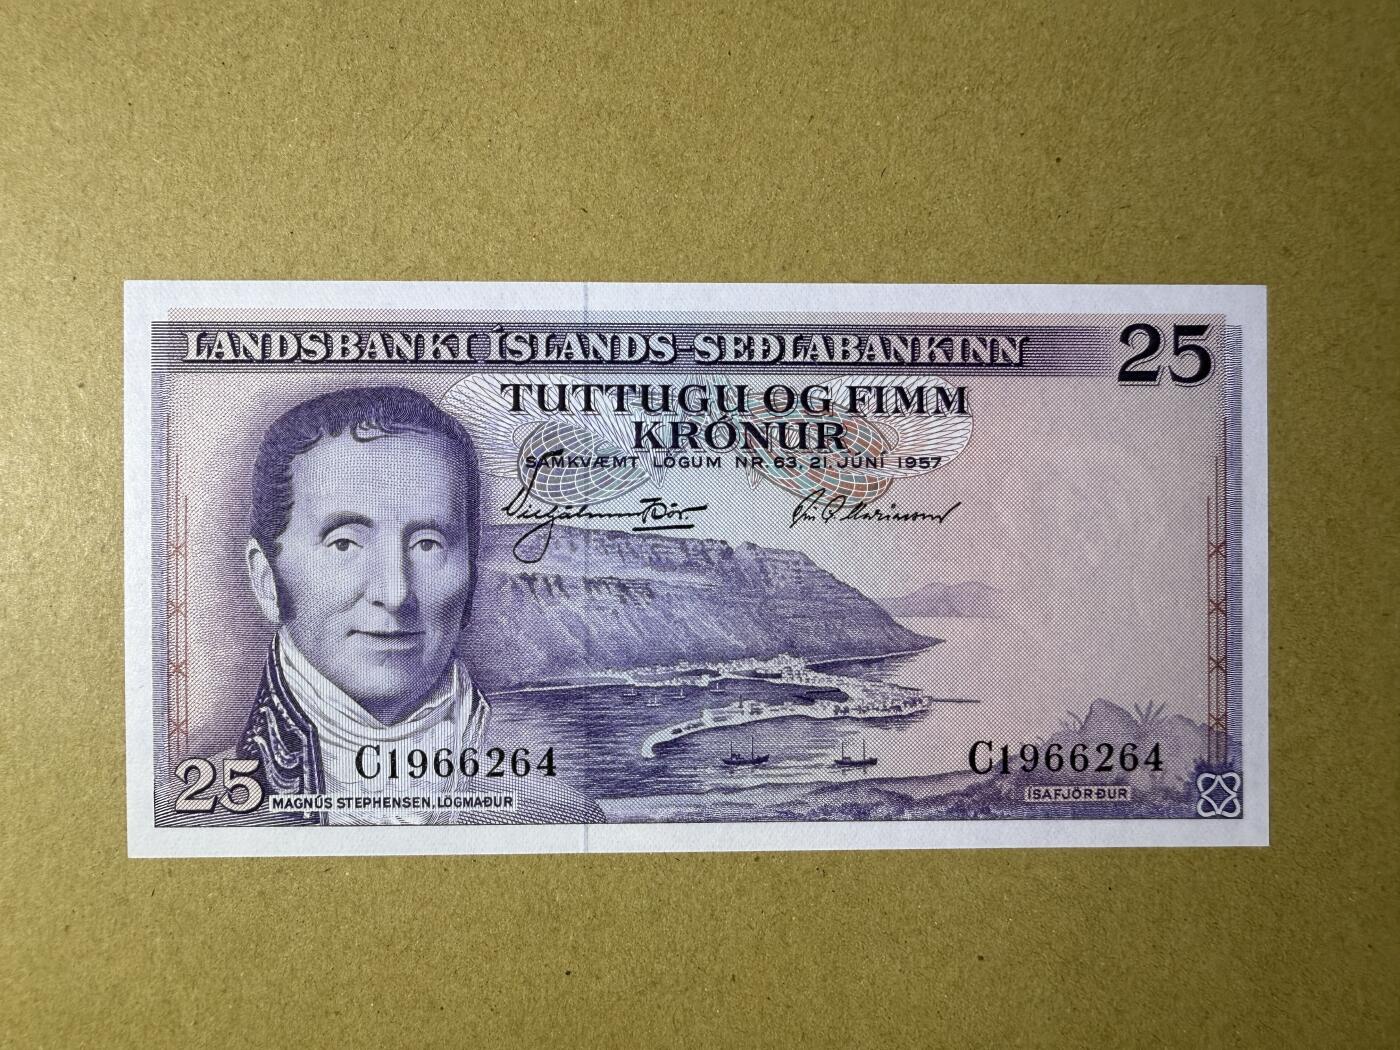 LANDSBANKI ÍSLANDS-SEÐLABANKINN
25
TUTTUGU OG FIMM
KRÓNUR
SAMKVÆMT LÖGUM NR. 63, 21. JUNÍ 1957
C1966264
C1966264
25
MAGNÚS STEPHENSEN, LÖGMAÐUR
ÍSAFJÖRÐUR